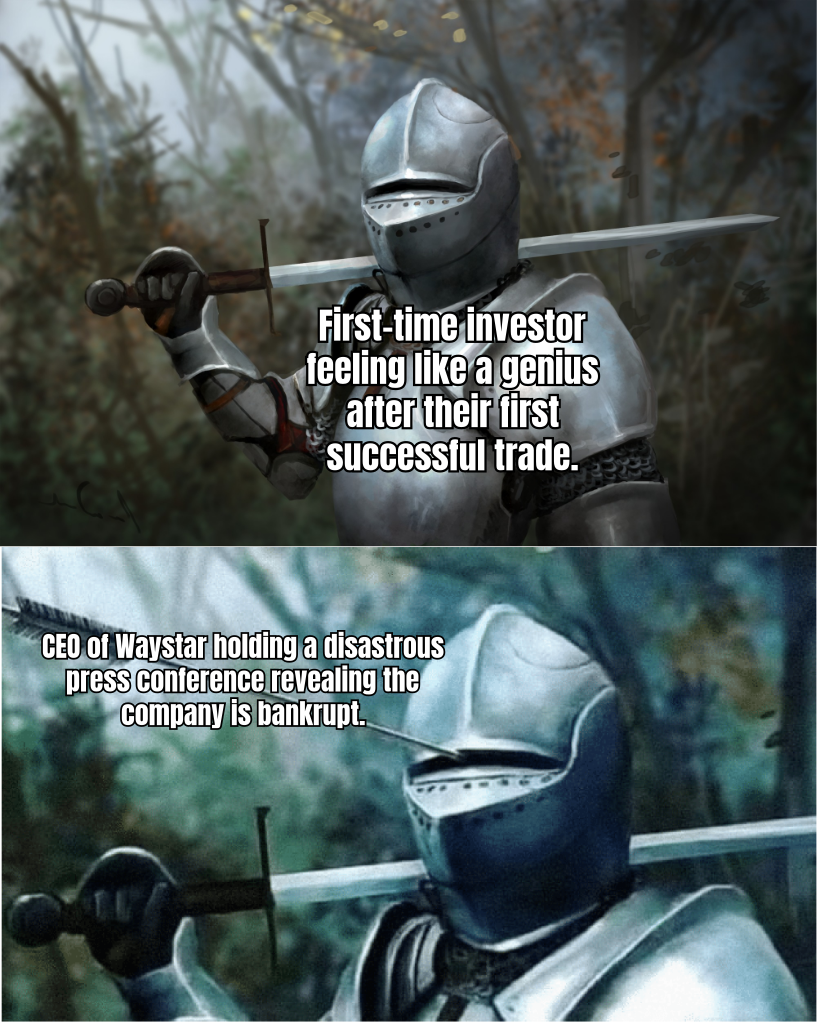 First-time investor
feeling like a genius
after their first
successful trade.
CEO of Waystar holding a disastrous
press conference revealing the
company is bankrupt.